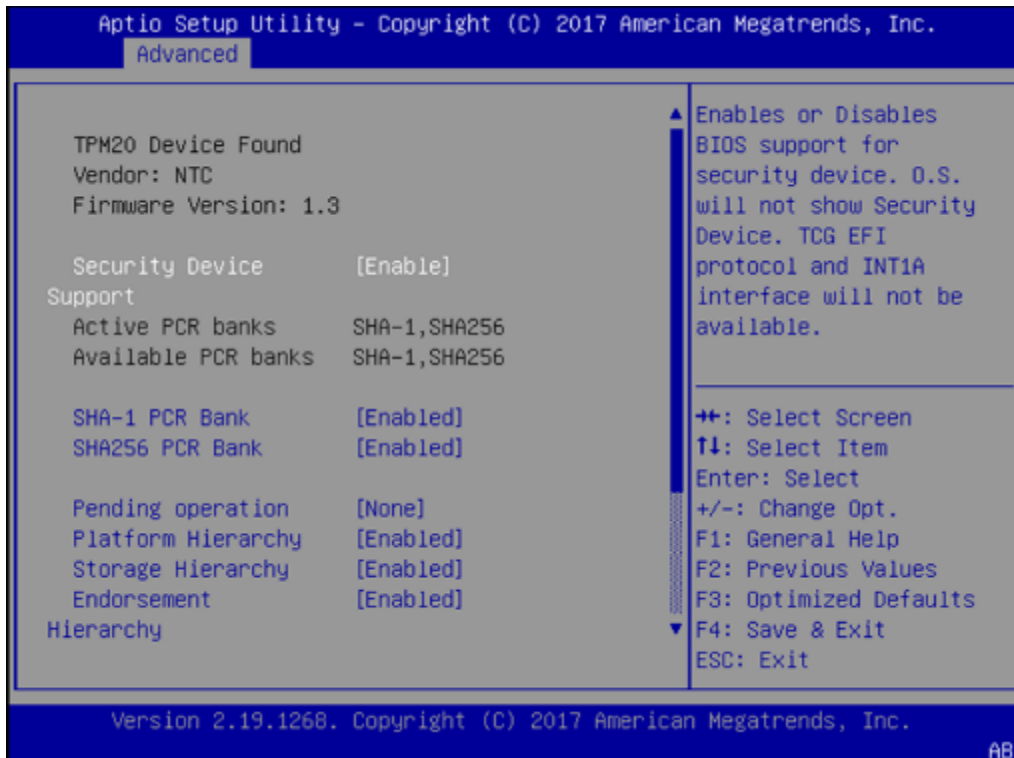 Aptio Setup Utility – Copyright (C) 2017 American Megatrends, Inc.
Advanced
TPM20 Device Found
Vendor: NTC
Firmware Version: 1.3
Security Device [Enable]
Support
Active PCR banks SHA-1,SHA256
Available PCR banks SHA-1,SHA256
SHA-1 PCR Bank [Enabled]
SHA256 PCR Bank [Enabled]
Pending operation [None]
Platform Hierarchy [Enabled]
Storage Hierarchy [Enabled]
Endorsement [Enabled]
Hierarchy
Enables or Disables
BIOS support for
security device. O.S.
will not show Security
Device. TCG EFI
protocol and INT1A
interface will not be
available.
→←: Select Screen
↑↓: Select Item
Enter: Select
+/-: Change Opt.
F1: General Help
F2: Previous Values
F3: Optimized Defaults
F4: Save & Exit
ESC: Exit
Version 2.19.1268. Copyright (C) 2017 American Megatrends, Inc.
AB